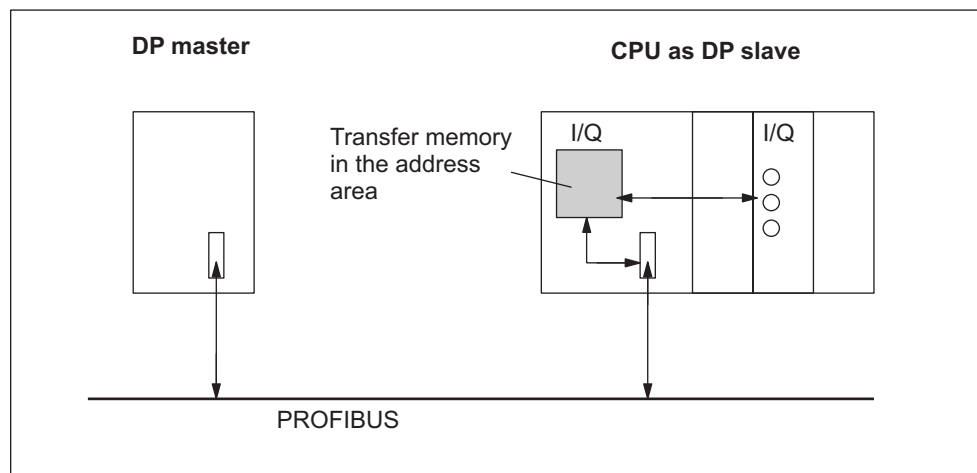 DP master
CPU as DP slave
Transfer memory
in the address
area
I/Q
I/Q
PROFIBUS